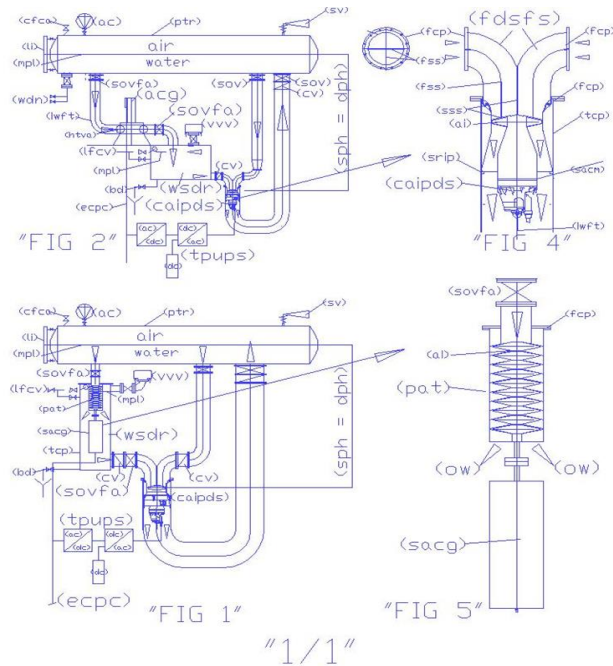 (cfca) (ac) (ptr) (sv)
(li) air
(mpl) water
(wdn) (sovfa) (sov) (sov)
(acg) (sovfa) (cv)
(lwft) (vvv)
(htva)
(lfcv) (cv)
(mpl)
(bd) (wsdr)
(ecpc) (caipds)
(ac) (dc)
(dc) (ac)
(dc) (tpups)
(sph = dph)
"FIG 2"
(fdsfs)
(fcp) (fcp)
(fss)
(fss) (fcp)
(sss)
(ai) (tcp)
(srip) (sacm)
(caipds)
(lwft)
"FIG 4"
(cfca) (ac) (ptr) (sv)
(li) air
(mpl) water
(sovfa) (vvv)
(lfcv) (mpl)
(pat)
(sacg) (wsdr)
(tcp)
(bd) (cv) (cv)
(sovfa) (caipds)
(tpups)
(ac) (dc)
(dc) (ac)
(dc)
(ecpc)
(sph = dph)
"FIG 1"
(sovfa)
(fcp)
(ai)
(pat)
(ow) (ow)
(sacg)
"FIG 5"
"1/1"